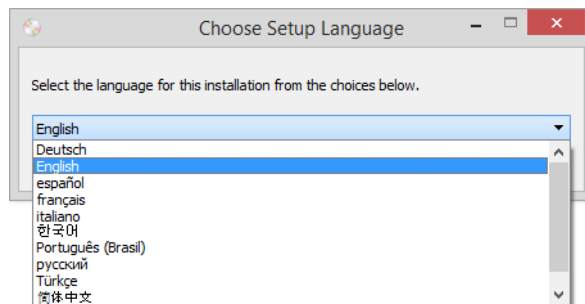 Choose Setup Language
Select the language for this installation from the choices below.
English
Deutsch
English
español
français
italiano
한국어
Português (Brasil)
русский
Türkçe
简体中文